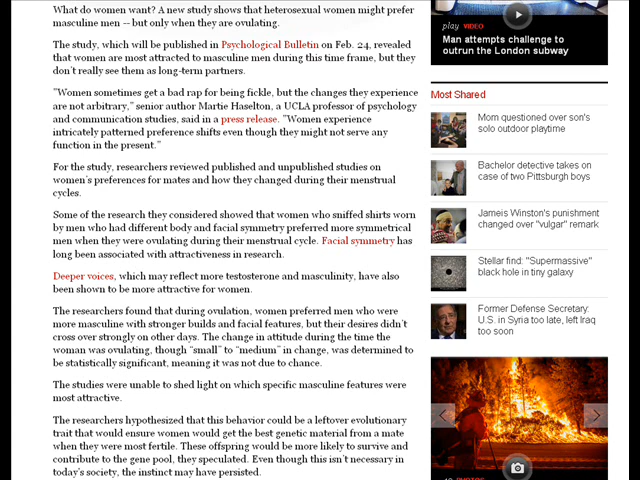 What do women want? A new study shows that heterosexual women might prefer
masculine men -- but only when they are ovulating.
The study, which will be published in Psychological Bulletin on Feb. 24, revealed
that women are most attracted to masculine men during this time frame, but they
don't really see them as long-term partners.
"Women sometimes get a bad rap for being fickle, but the changes they experience
are not arbitrary," senior author Martie Haselton, a UCLA professor of psychology
and communication studies, said in a press release. "Women experience
intricately patterned preference shifts even though they might not serve any
function in the present."
For the study, researchers reviewed published and unpublished studies on
women's preferences for mates and how they changed during their menstrual
cycles.
Some of the research they considered showed that women who sniffed shirts worn
by men who had different body and facial symmetry preferred more symmetrical
men when they were ovulating during their menstrual cycle. Facial symmetry has
long been associated with attractiveness in research.
Deeper voices, which may reflect more testosterone and masculinity, have also
been shown to be more attractive for women.
The researchers found that during ovulation, women preferred men who were
more masculine with stronger builds and facial features, but their desires didn't
cross over strongly on other days. The change in attitude during the time the
woman was ovulating, though "small" to "medium" in change, was determined to
be statistically significant, meaning it was not due to chance.
The studies were unable to shed light on which specific masculine features were
most attractive.
The researchers hypothesized that this behavior could be a leftover evolutionary
trait that would ensure women would get the best genetic material from a mate
when they were most fertile. These offspring would be more likely to survive and
contribute to the gene pool, they speculated. Even though this isn't necessary in
today's society, the instinct may have persisted.
play VIDEO
Man attempts challenge to
outrun the London subway
Most Shared
Mom questioned over son's
solo outdoor playtime
Bachelor detective takes on
case of two Pittsburgh boys
Jameis Winston's punishment
changed over "vulgar" remark
Stellar find: "Supermassive"
black hole in tiny galaxy
Former Defense Secretary:
U.S. in Syria too late, left Iraq
too soon